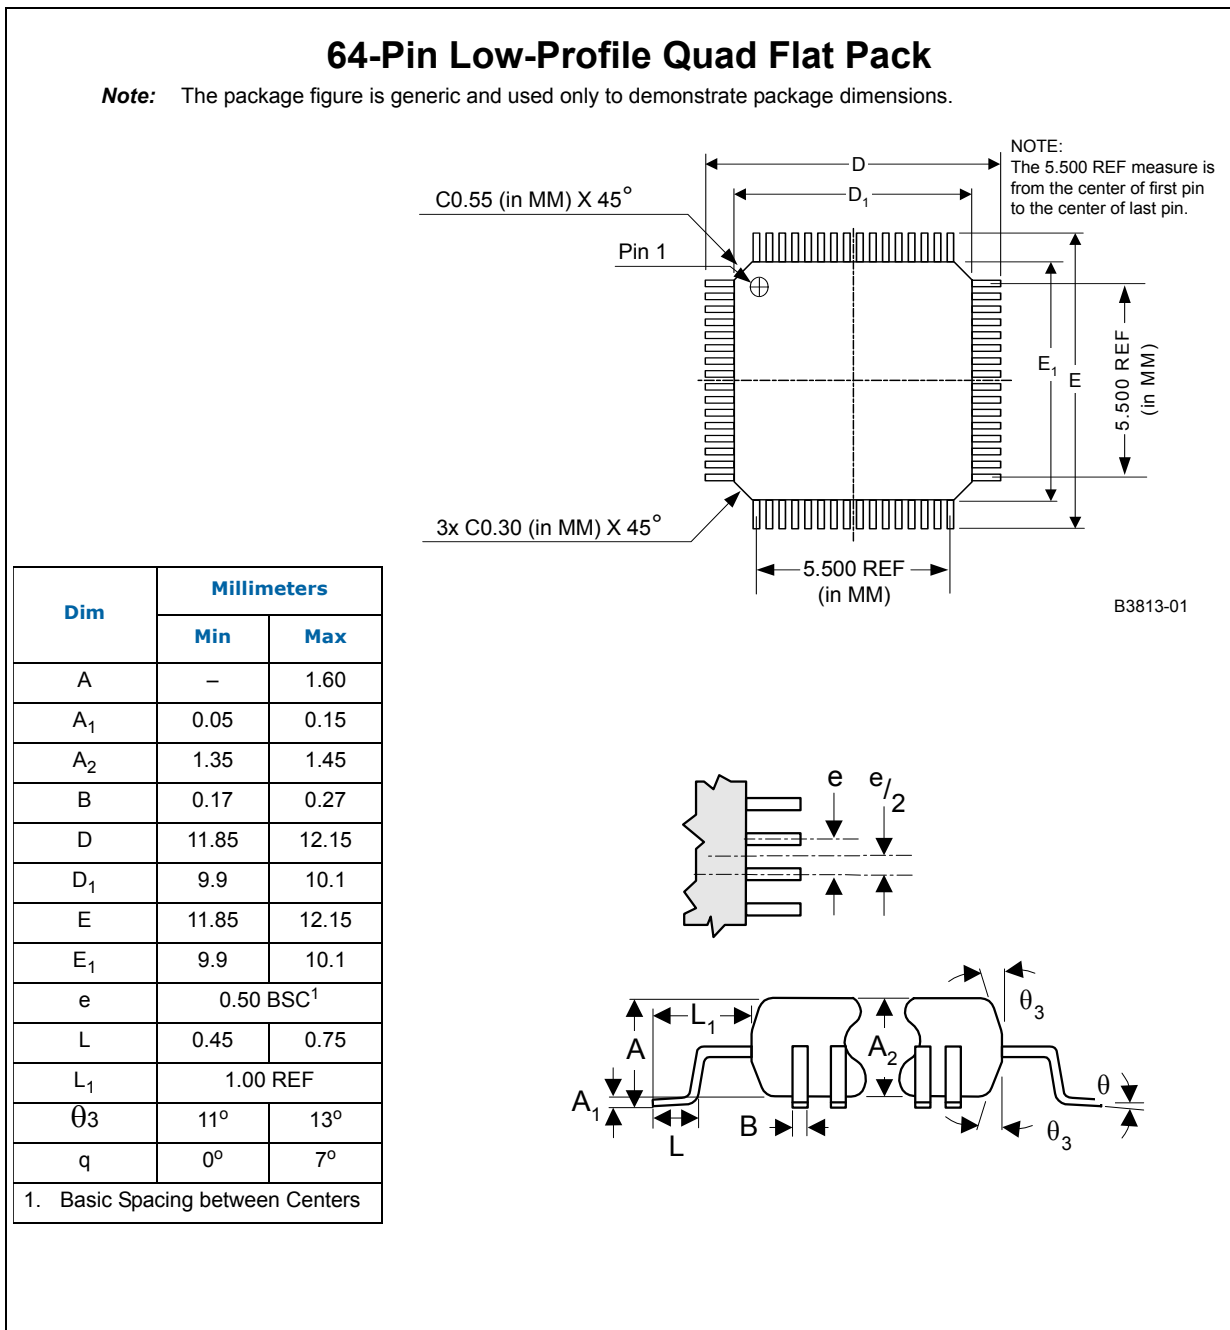 64-Pin Low-Profile Quad Flat Pack
Note: The package figure is generic and used only to demonstrate package dimensions.
NOTE:
The 5.500 REF measure is
from the center of first pin
to the center of last pin.
D
D1
C0.55 (in MM) X 45°
Pin 1
E1
E
5.500 REF
(in MM)
3x C0.30 (in MM) X 45°
5.500 REF
(in MM)
B3813-01
Dim Millimeters
Min Max
A – 1.60
A1 0.05 0.15
A2 1.35 1.45
B 0.17 0.27
D 11.85 12.15
D1 9.9 10.1
E 11.85 12.15
E1 9.9 10.1
e 0.50 BSC1
L 0.45 0.75
L1 1.00 REF
θ3 11o 13o
q 0o 7o
1. Basic Spacing between Centers
e e/2
L1
A
A2
A1
L
B
θ3
θ
θ3